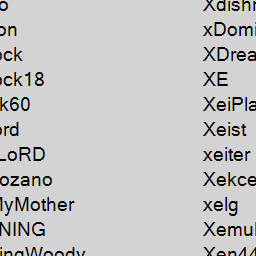 o Xdishr
on xDomi
ock XDrea
ock18 XE
k60 XeiPla
ord Xeist
LoRD xeiter
ozano Xekce
MyMother xelg
NING Xemul
ingWoody Xen44